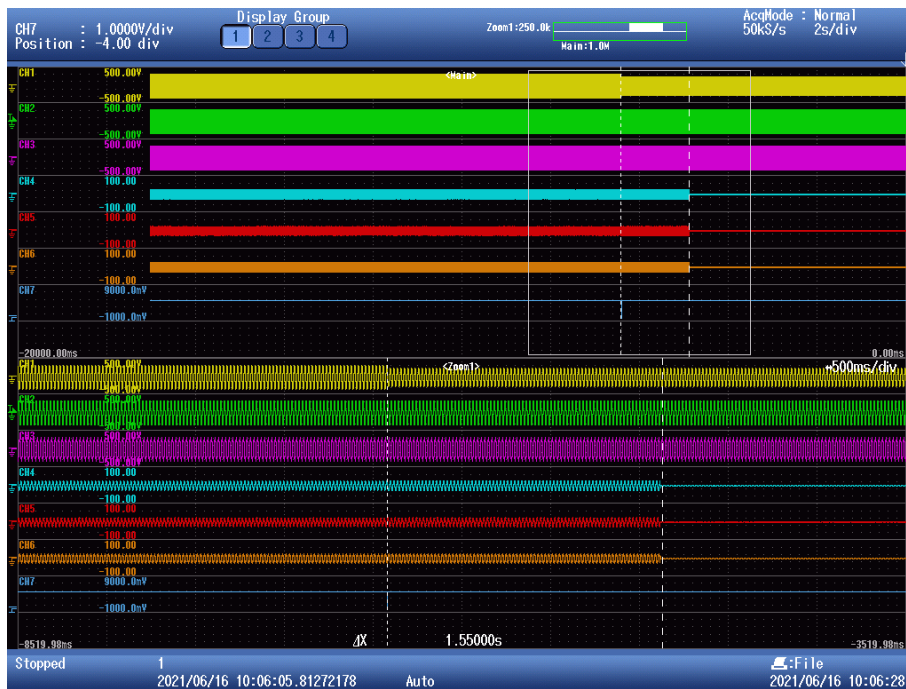 CH7 : 1.0000V/div
Position : -4.00 div
Display Group
1 2 3 4
Zoom1:250.0k
Main:1.0M
AcqMode : Normal
50kS/s 2s/div
CH1 500.00V
<Main>
-500.00V
CH2 500.00V
-500.00V
CH3 500.00V
-500.00V
CH4 100.00
-100.00
CH5 100.00
-100.00
CH6 100.00
-100.00
CH7 9000.0mV
-1000.0mV
-20000.00ms 0.00ms
CH1 500.00V <Zoom1> 500ms/div
-500.00V
CH2 500.00V
-500.00V
CH3 500.00V
-500.00V
CH4 100.00
-100.00
CH5 100.00
-100.00
CH6 100.00
-100.00
CH7 9000.0mV
-1000.0mV
ΔX 1.55000s
-8519.98ms -3519.98ms
Stopped 1 :File
2021/06/16 10:06:05.81272178 Auto 2021/06/16 10:06:28